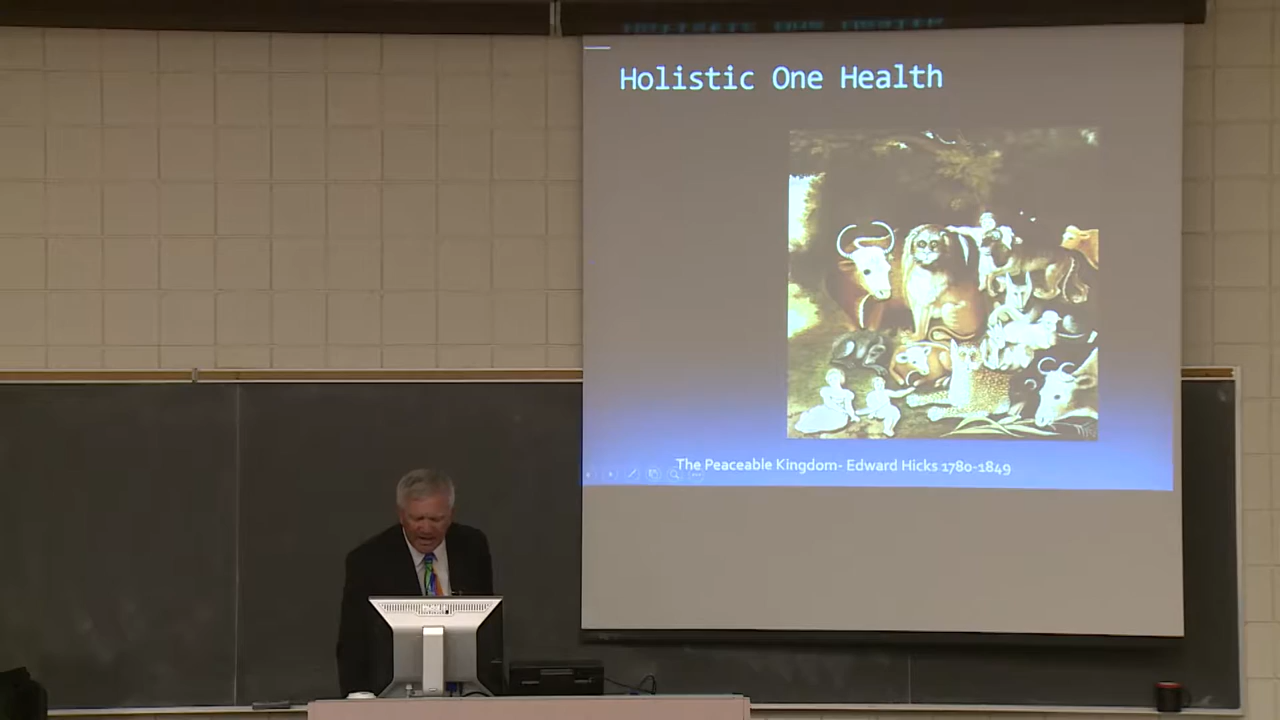 Holistic One Health
The Peaceable Kingdom- Edward Hicks 1780-1849